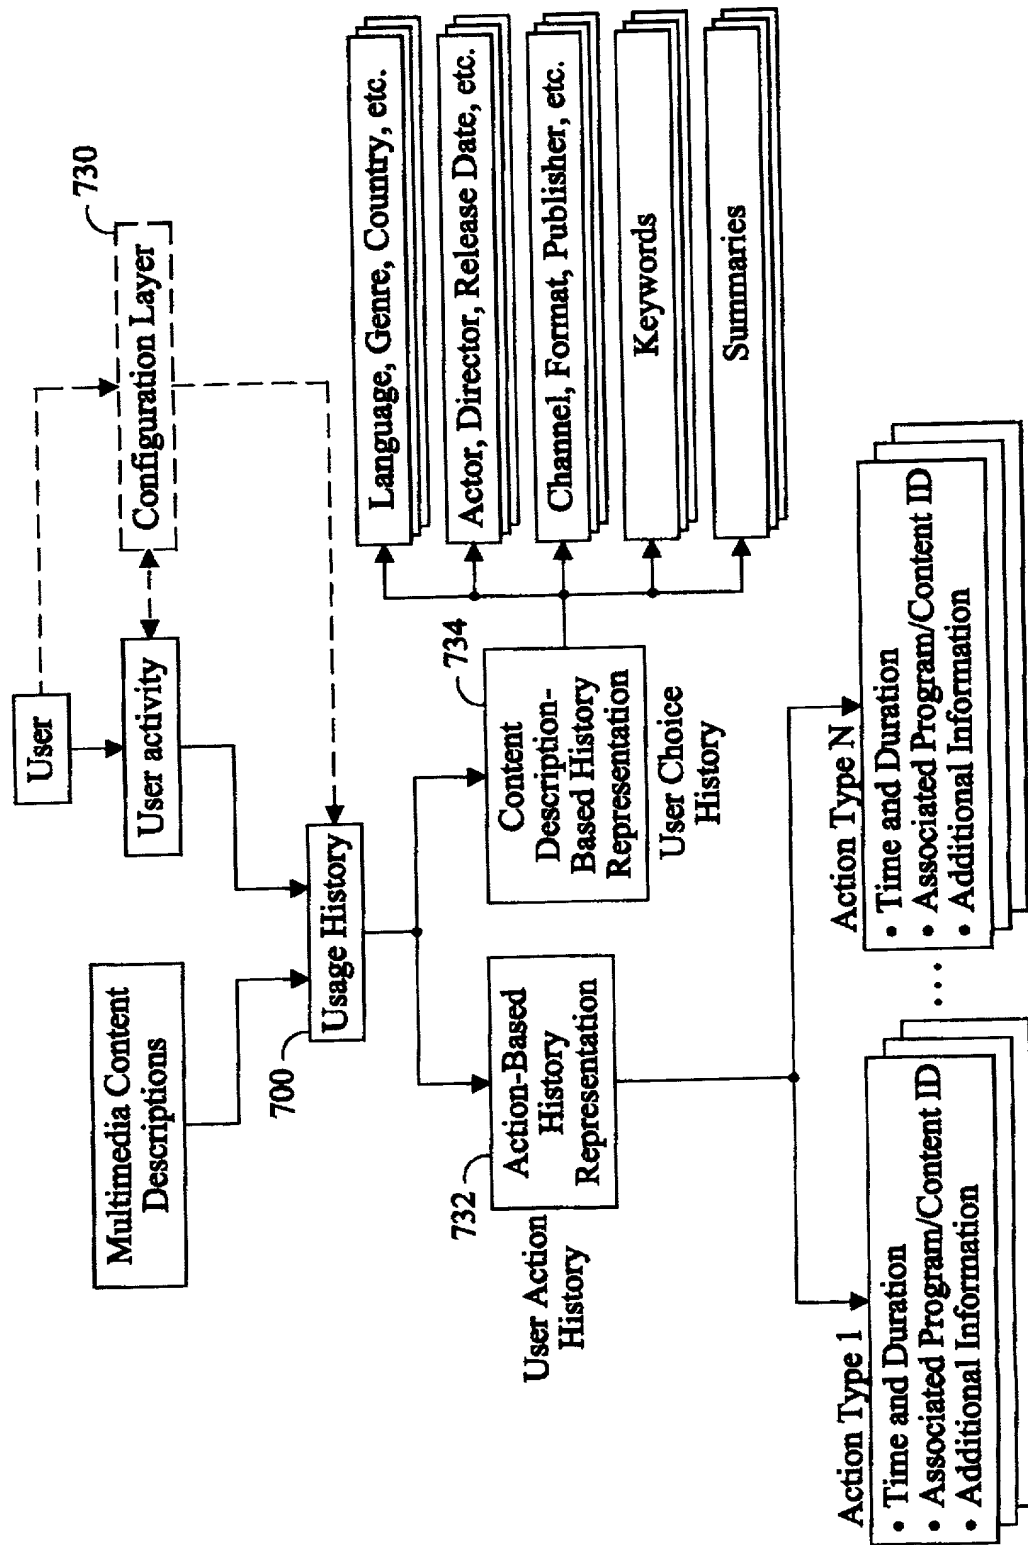 User
User activity
730
Configuration Layer
Multimedia Content
Descriptions
700
Usage History
User Action
History
732
Action-Based
History
Representation
734
Content
Description-
Based History
Representation
User Choice
History
Language, Genre, Country, etc.
Actor, Director, Release Date, etc.
Channel, Format, Publisher, etc.
Keywords
Summaries
Action Type 1
• Time and Duration
• Associated Program/Content ID
• Additional Information
• • •
Action Type N
• Time and Duration
• Associated Program/Content ID
• Additional Information